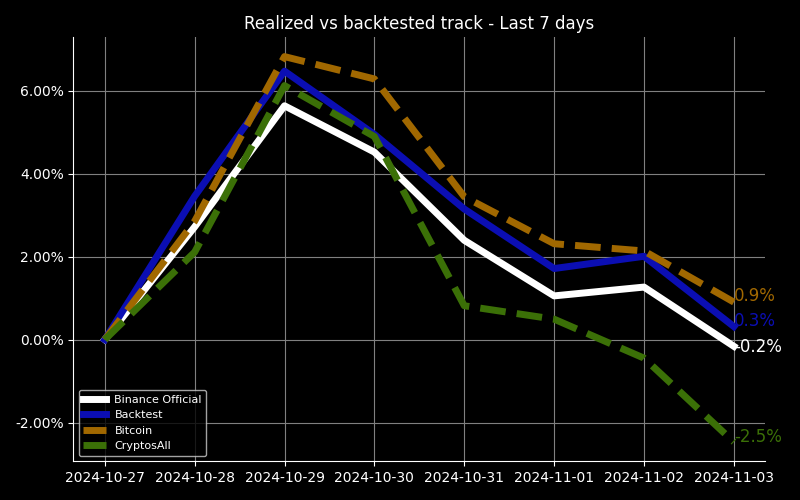 Realized vs backtested track - Last 7 days
6.00%
4.00%
2.00%
0.00%
-2.00%
0.9%
0.3%
-0.2%
-2.5%
Binance Official
Backtest
Bitcoin
CryptosAll
2024-10-27 2024-10-28 2024-10-29 2024-10-30 2024-10-31 2024-11-01 2024-11-02 2024-11-03